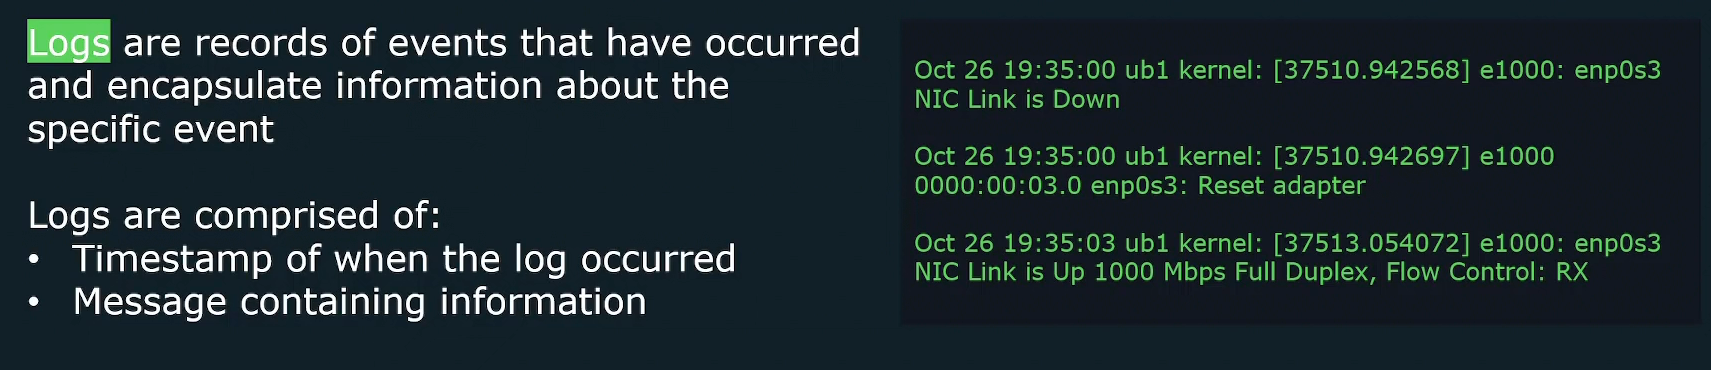 Logs are records of events that have occurred
and encapsulate information about the
specific event
Logs are comprised of:
• Timestamp of when the log occurred
• Message containing information
Oct 26 19:35:00 ub1 kernel: [37510.942568] e1000: enp0s3
NIC Link is Down
Oct 26 19:35:00 ub1 kernel: [37510.942697] e1000
0000:00:03.0 enp0s3: Reset adapter
Oct 26 19:35:03 ub1 kernel: [37513.054072] e1000: enp0s3
NIC Link is Up 1000 Mbps Full Duplex, Flow Control: RX